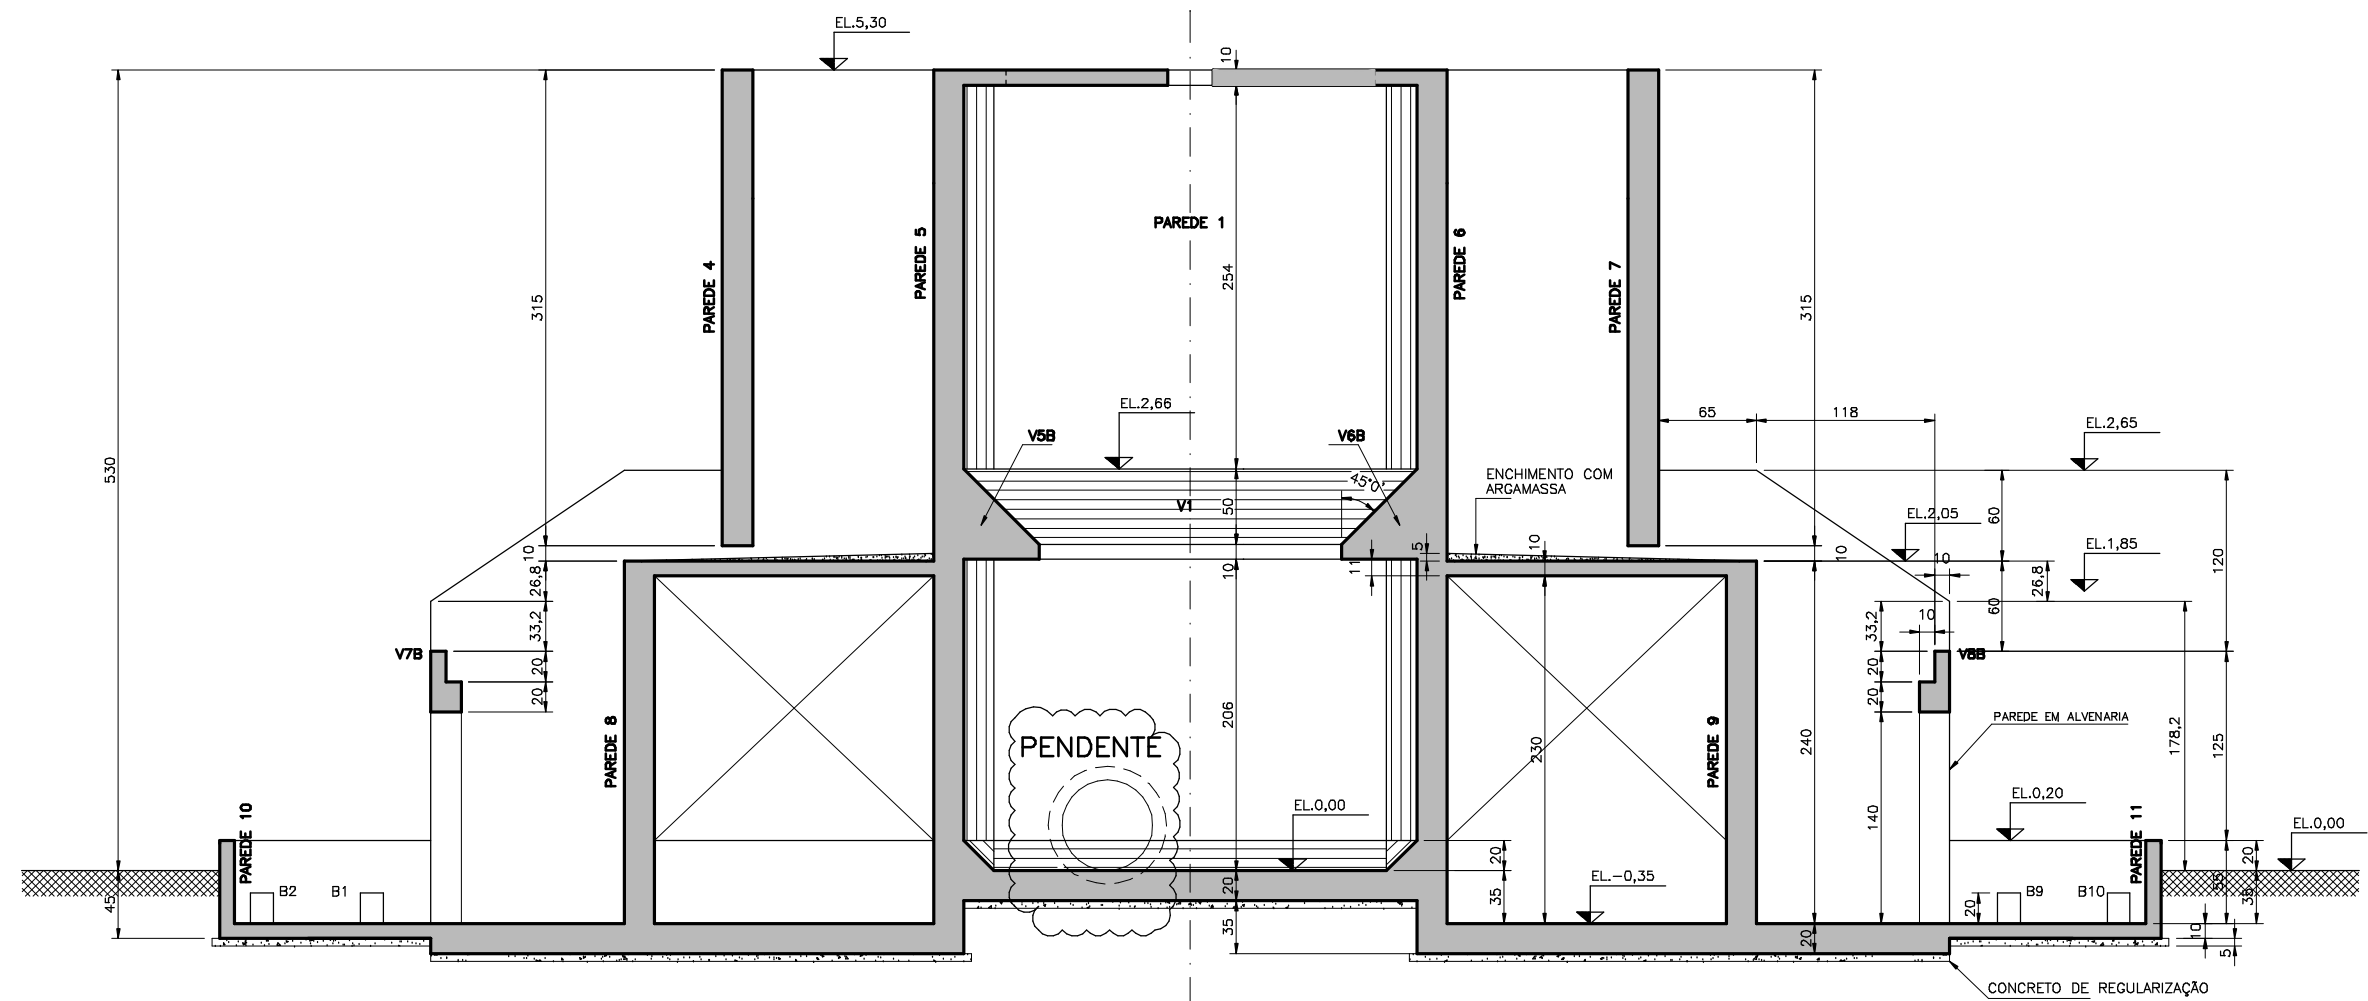 EL.5,30
10
PAREDE 1
PAREDE 5
PAREDE 6
PAREDE 4
PAREDE 7
254
315
315
EL.2,66
65
118
EL.2,65
V5B
V6B
530
ENCHIMENTO COM
ARGAMASSA
45°0'
V1
50
EL.2,05
60
10
10
5
10
EL.1,85
10
120
11
10
26,8
26,8
60
33,2
33,2
10
V7B
V8B
20
20
20
20
206
PENDENTE
230
240
PAREDE 8
PAREDE 9
PAREDE EM ALVENARIA
178,2
125
140
EL.0,00
EL.0,20
EL.0,00
PAREDE 10
PAREDE 11
20
20
EL.-0,35
45
B2
B1
20
35
B9
B10
20
55
35
35
20
10
5
CONCRETO DE REGULARIZAÇÃO